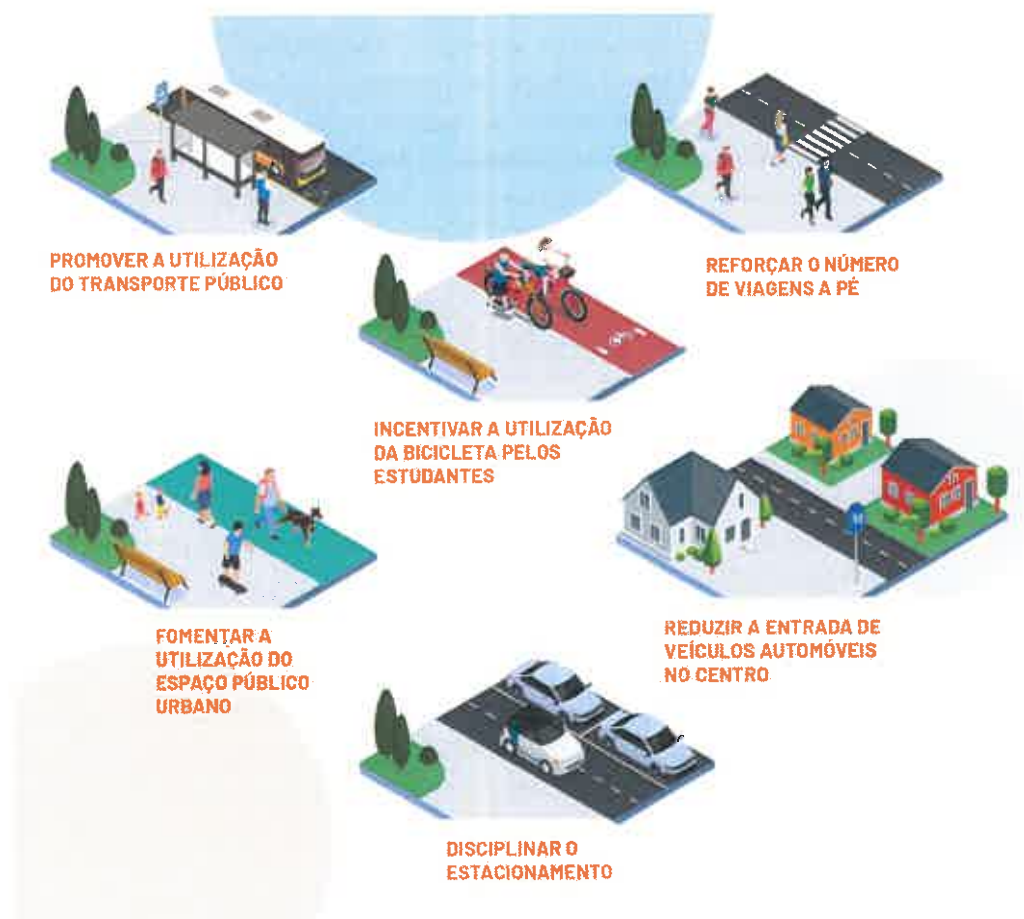 PROMOVER A UTILIZAÇÃO
DO TRANSPORTE PÚBLICO
REFORÇAR O NÚMERO
DE VIAGENS A PÉ
INCENTIVAR A UTILIZAÇÃO
DA BICICLETA PELOS
ESTUDANTES
FOMENTAR A
UTILIZAÇÃO DO
ESPAÇO PÚBLICO
URBANO
REDUZIR A ENTRADA DE
VEÍCULOS AUTOMÓVEIS
NO CENTRO
DISCIPLINAR O
ESTACIONAMENTO